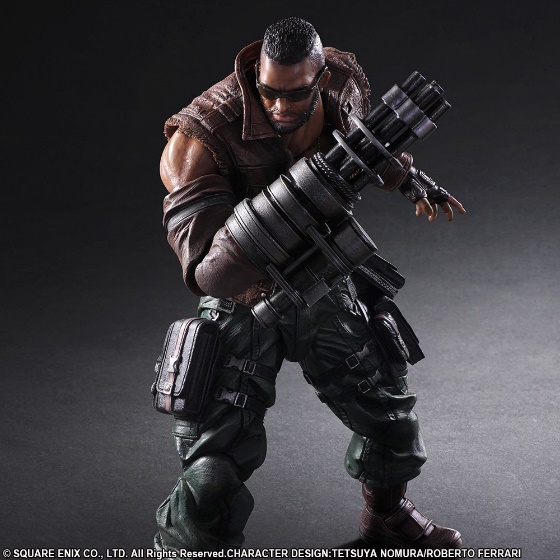 © SQUARE ENIX CO., LTD. All Rights Reserved. CHARACTER DESIGN:TETSUYA NOMURA/ROBERTO FERRARI